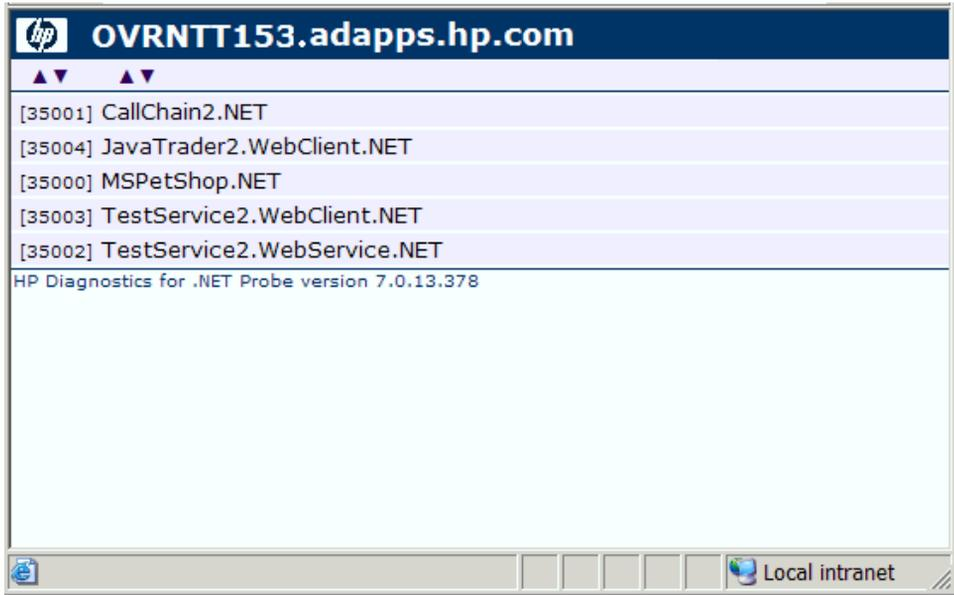 hp OVRNTT153.adapps.hp.com
▲▼ ▲▼
[35001] CallChain2.NET
[35004] JavaTrader2.WebClient.NET
[35000] MSPetShop.NET
[35003] TestService2.WebClient.NET
[35002] TestService2.WebService.NET
HP Diagnostics for .NET Probe version 7.0.13.378
Local intranet